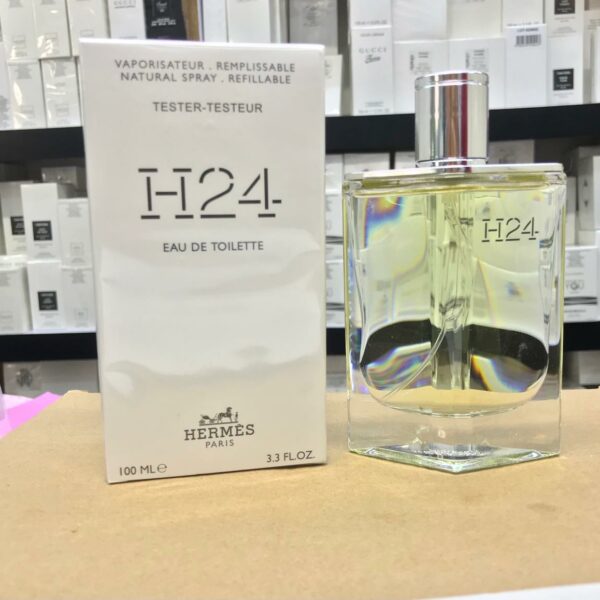 VAPORISATEUR . REMPLISSABLE
NATURAL SPRAY . REFILLABLE
TESTER-TESTEUR
H24
EAU DE TOILETTE
HERMÈS
PARIS
100 ML℮
3.3 FL.OZ.
H24
GUCCI